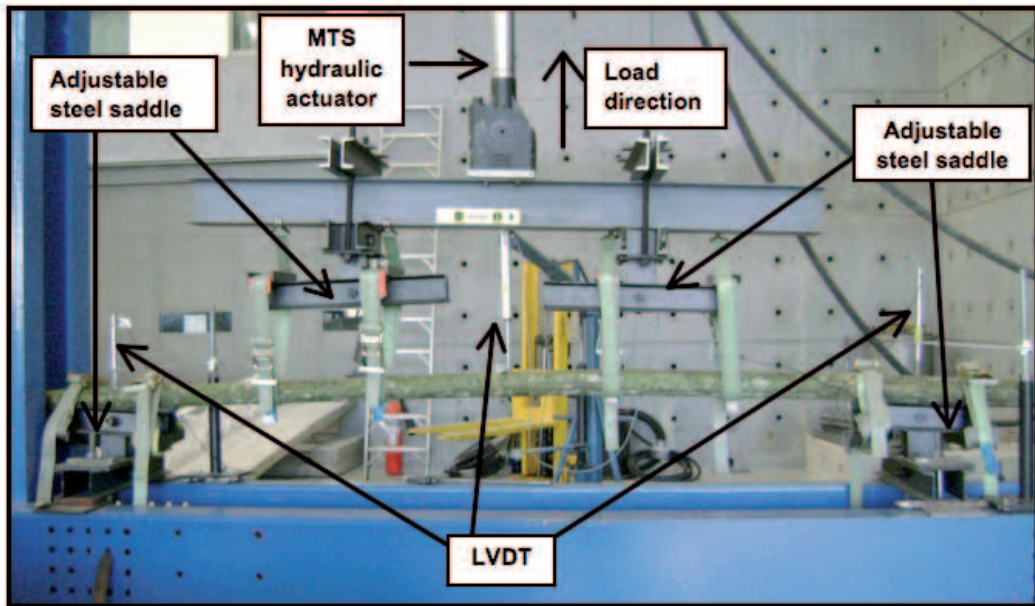 MTS
hydraulic
actuator
Adjustable
steel saddle
Load
direction
Adjustable
steel saddle
LVDT